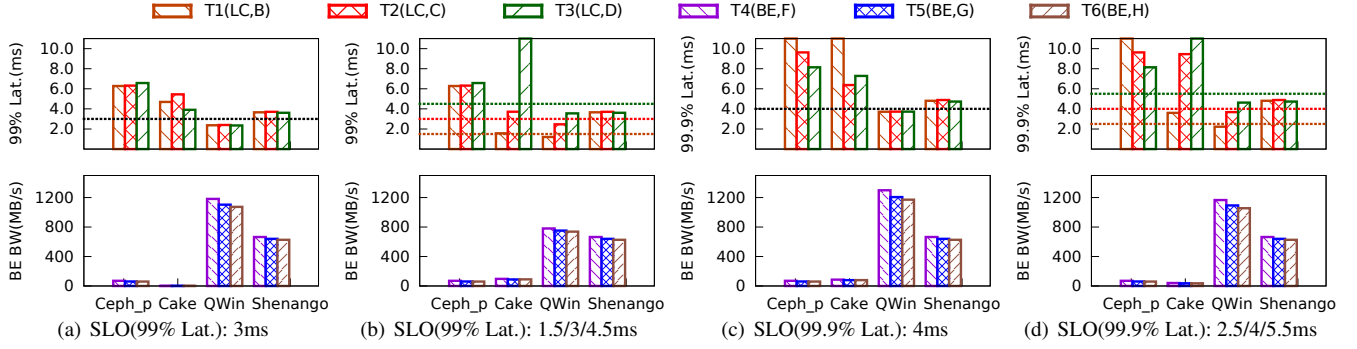 T1(LC,B) T2(LC,C) T3(LC,D) T4(BE,F) T5(BE,G) T6(BE,H)
99% Lat.(ms)
10.0
8.0
6.0
4.0
2.0
99% Lat.(ms)
10.0
8.0
6.0
4.0
2.0
99.9% Lat.(ms)
10.0
8.0
6.0
4.0
2.0
99.9% Lat.(ms)
10.0
8.0
6.0
4.0
2.0
BE BW(MB/s)
1200
800
400
0
BE BW(MB/s)
1200
800
400
0
BE BW(MB/s)
1200
800
400
0
BE BW(MB/s)
1200
800
400
0
Ceph_p Cake QWin Shenango
Ceph_p Cake QWin Shenango
Ceph_p Cake QWin Shenango
Ceph_p Cake QWin Shenango
(a) SLO(99% Lat.): 3ms
(b) SLO(99% Lat.): 1.5/3/4.5ms
(c) SLO(99.9% Lat.): 4ms
(d) SLO(99.9% Lat.): 2.5/4/5.5ms